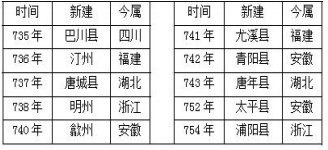 时间 新建 今属 时间 新建 今属
735年 巴川县 四川 741年 尤溪县 福建
736年 汀州 福建 742年 青阳县 安徽
737年 唐城县 湖北 743年 唐年县 湖北
738年 明州 浙江 752年 太平县 安徽
740年 歙州 安徽 754年 浦阳县 浙江